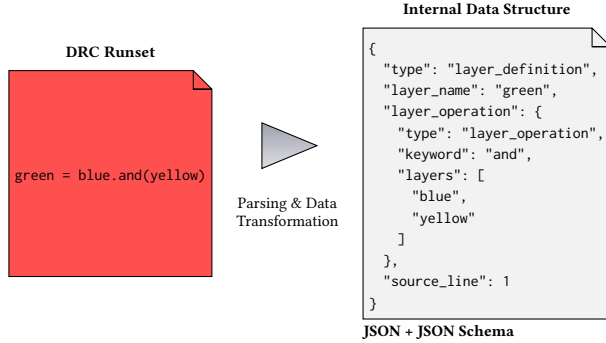 DRC Runset
green = blue.and(yellow)
Parsing & Data
Transformation
Internal Data Structure
{
  "type": "layer_definition",
  "layer_name": "green",
  "layer_operation": {
    "type": "layer_operation",
    "keyword": "and",
    "layers": [
      "blue",
      "yellow"
    ]
  },
  "source_line": 1
}
JSON + JSON Schema